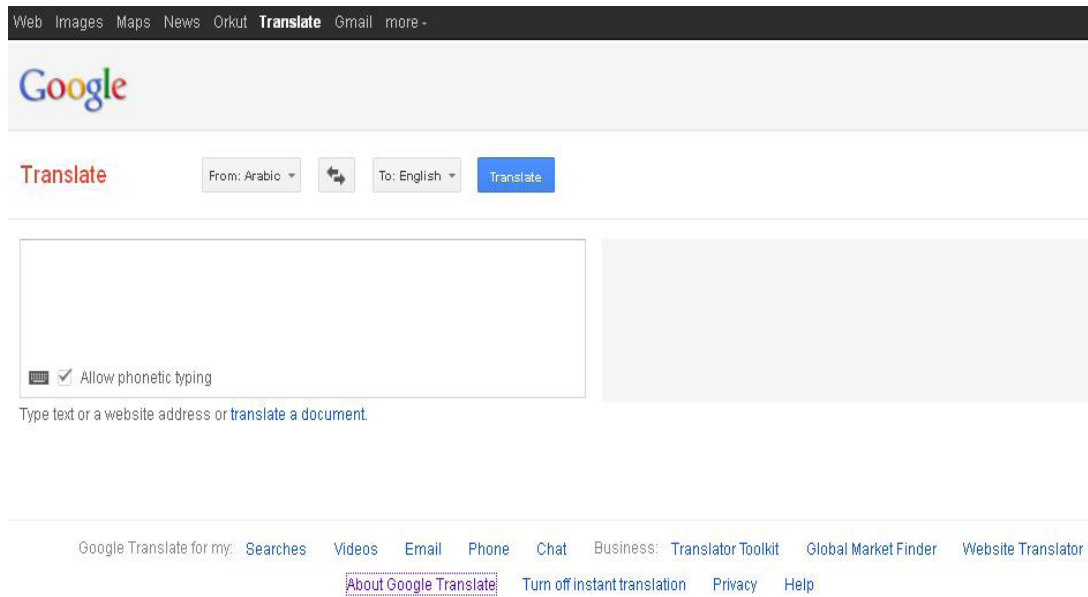 Web Images Maps News Orkut Translate Gmail more -
Google
Translate From: Arabic To: English Translate
Allow phonetic typing
Type text or a website address or translate a document.
Google Translate for my: Searches Videos Email Phone Chat Business: Translator Toolkit Global Market Finder Website Translator
About Google Translate Turn off instant translation Privacy Help